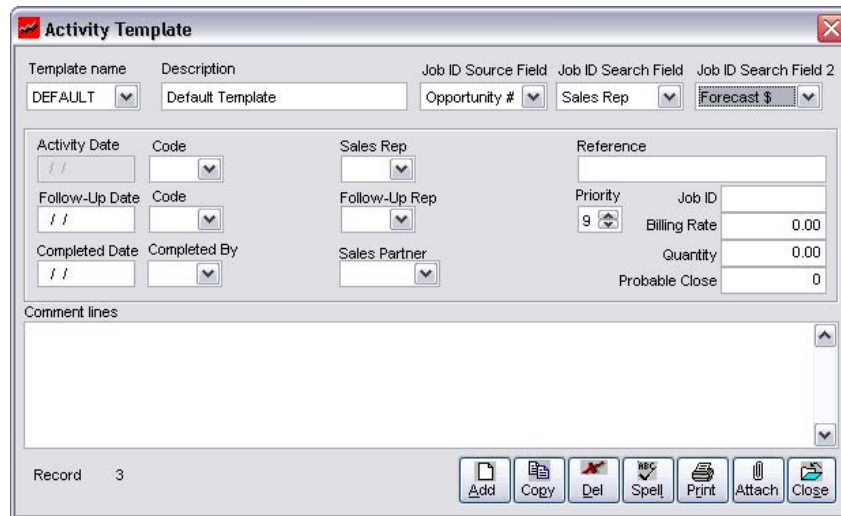 Activity Template
Template name Description Job ID Source Field Job ID Search Field Job ID Search Field 2
DEFAULT Default Template Opportunity # Sales Rep Forecast $
Activity Date Code Sales Rep Reference
/ /
Follow-Up Date Code Follow-Up Rep Priority Job ID
/ / 9 Billing Rate 0.00
Completed Date Completed By Sales Partner Quantity 0.00
/ / Probable Close 0
Comment lines
Record 3
ABC
Add Copy Del Spell Print Attach Close